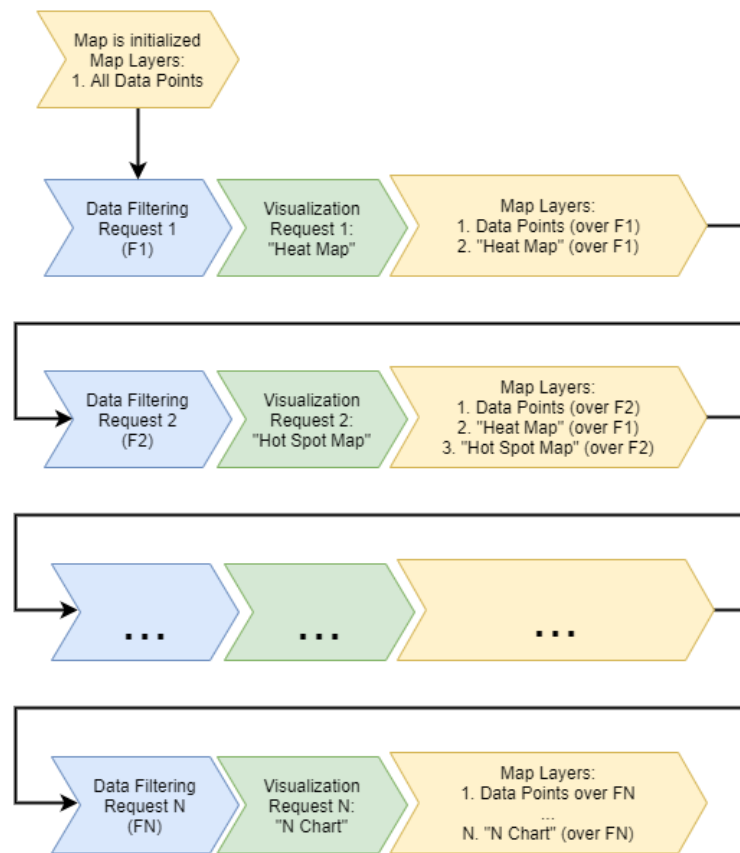 Map is initialized
Map Layers:
1. All Data Points
Data Filtering
Request 1
(F1)
Visualization
Request 1:
"Heat Map"
Map Layers:
1. Data Points (over F1)
2. "Heat Map" (over F1)
Data Filtering
Request 2
(F2)
Visualization
Request 2:
"Hot Spot Map"
Map Layers:
1. Data Points (over F2)
2. "Heat Map" (over F1)
3. "Hot Spot Map" (over F2)
...
...
...
Data Filtering
Request N
(FN)
Visualization
Request N:
"N Chart"
Map Layers:
1. Data Points over FN
...
N. "N Chart" (over FN)